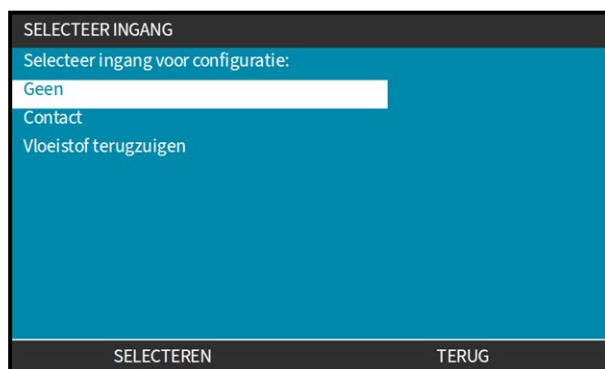 SELECTEER INGANG
Selecteer ingang voor configuratie:
Geen
Contact
Vloeistof terugzuigen
SELECTEREN TERUG